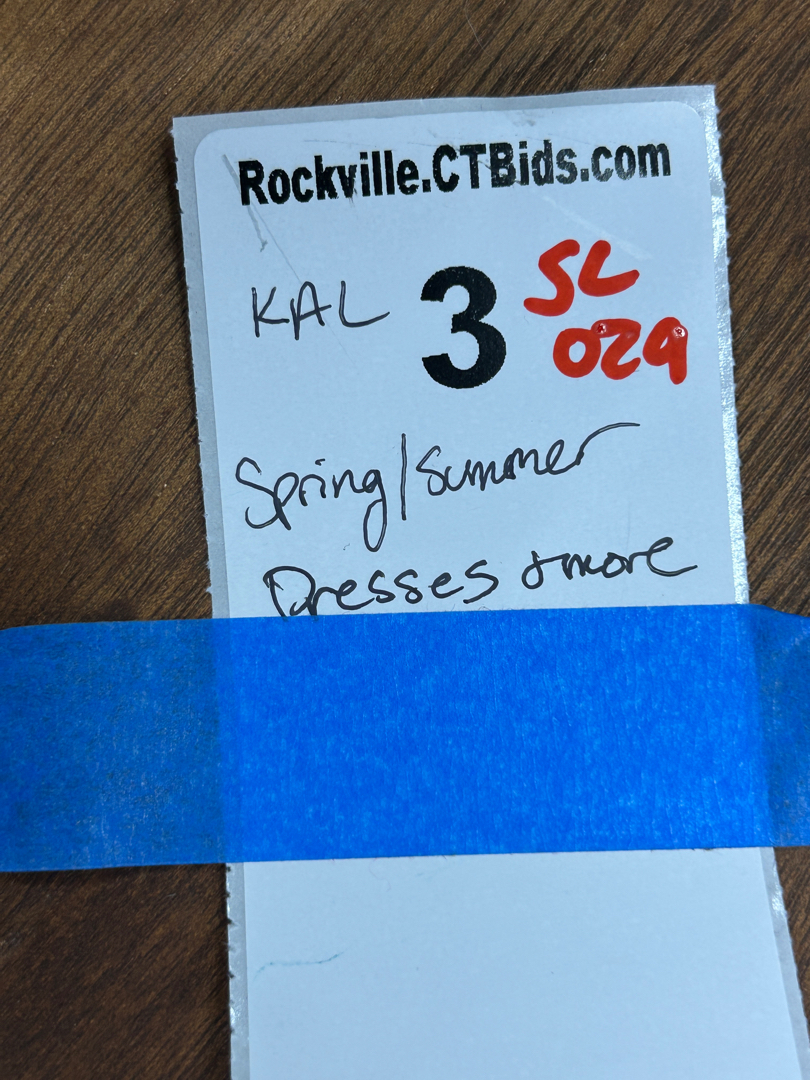 Rockville.CTBids.com
KAL 3 SL
029
Spring/Summer
Dresses + more